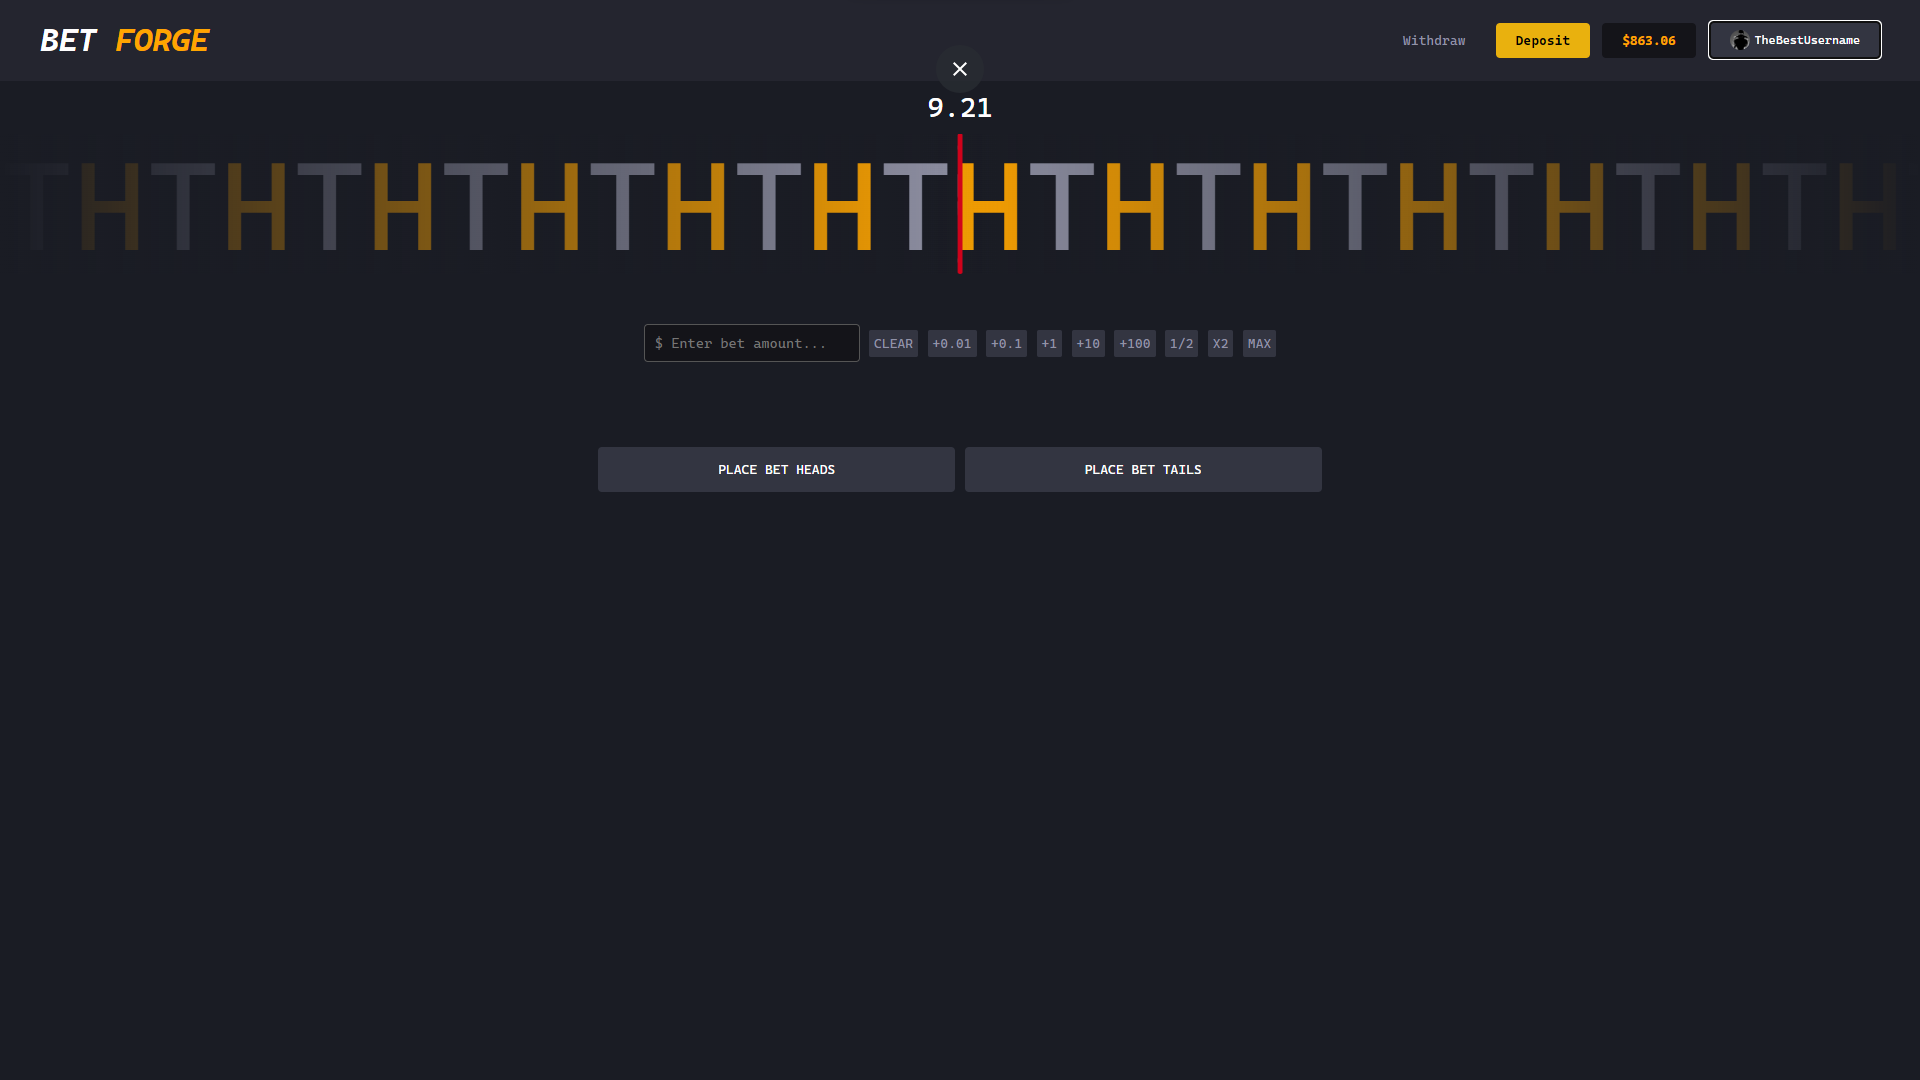 BET FORGE
Withdraw
Deposit
$863.06
TheBestUsername
9.21
T H T H T H T H T H T H T H T H T H T H T H T H T H
$ Enter bet amount...
CLEAR
+0.01
+0.1
+1
+10
+100
1/2
X2
MAX
PLACE BET HEADS
PLACE BET TAILS